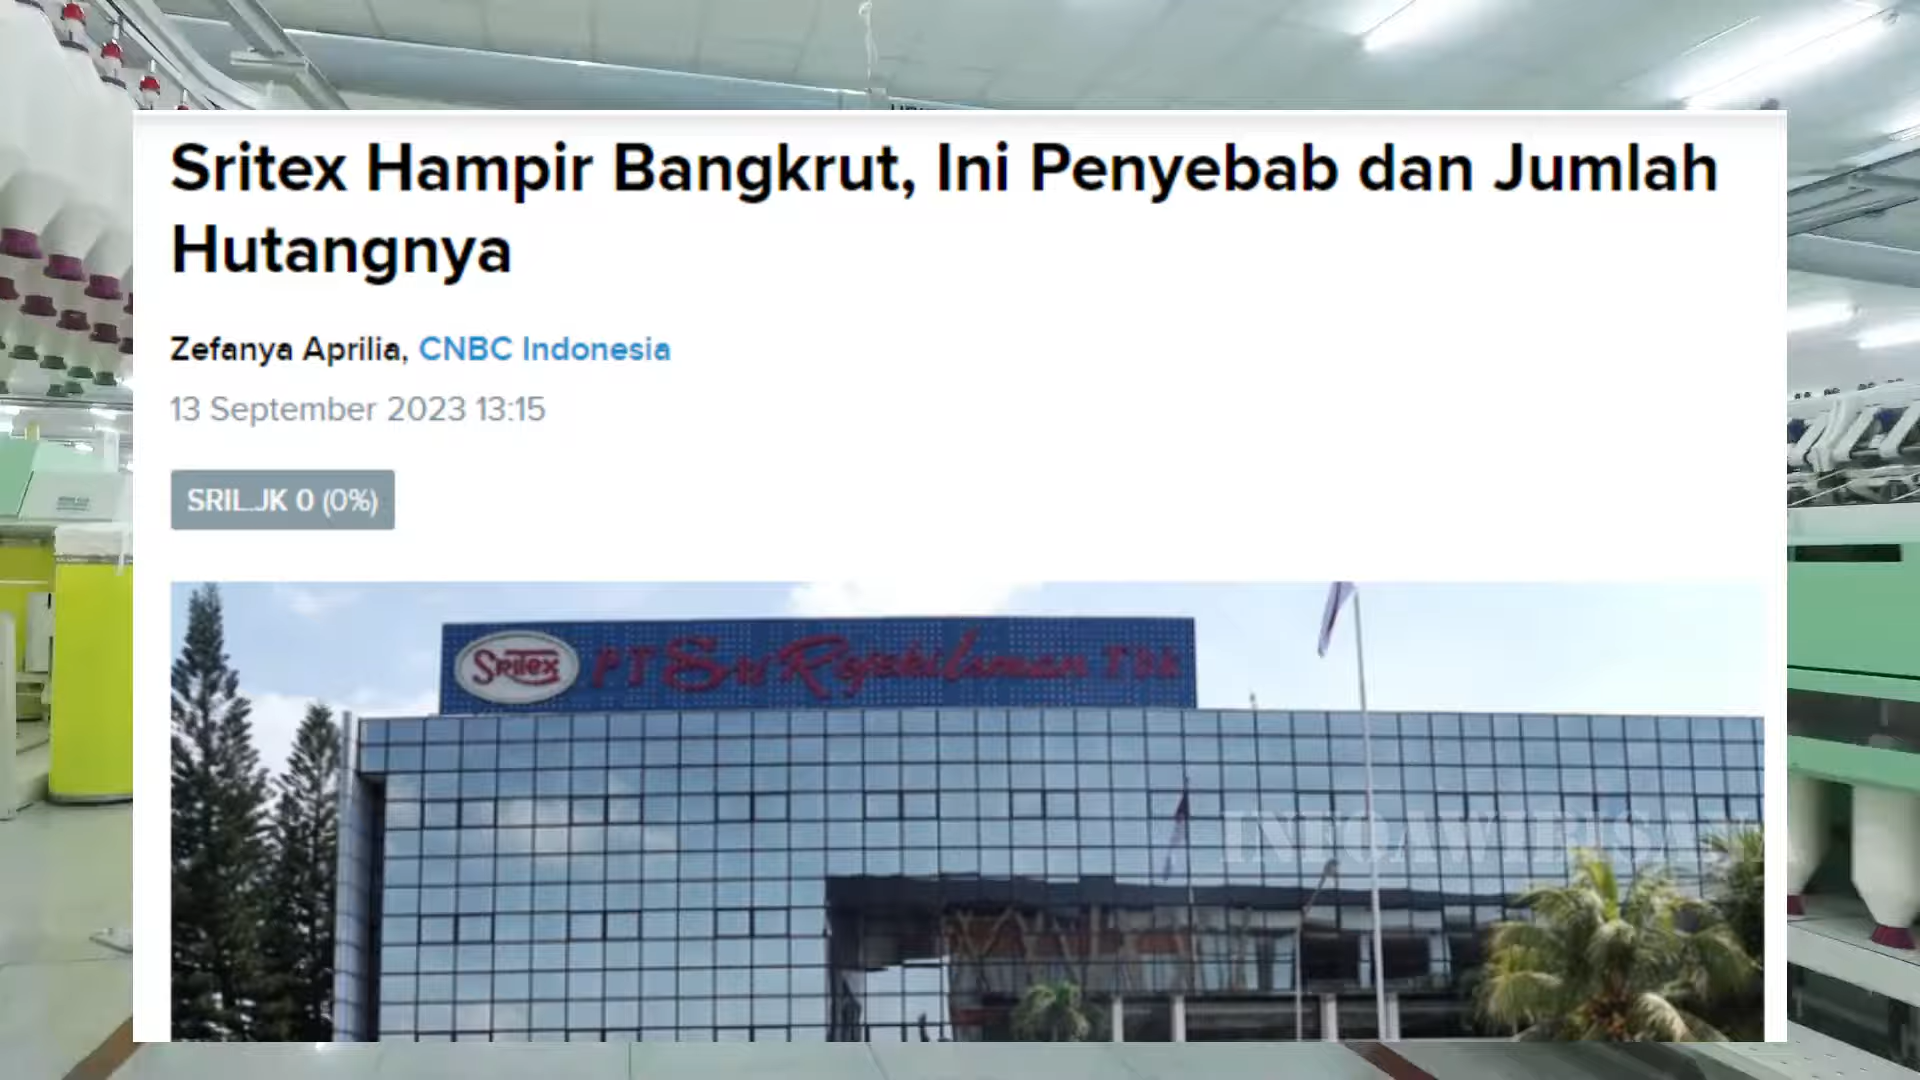 Sritex Hampir Bangkrut, Ini Penyebab dan Jumlah
Hutangnya
Zefanya Aprilia, CNBC Indonesia
13 September 2023 13:15
SRIL.JK 0 (0%)
SRITEX PT Sri Rejeki Isman Tbk